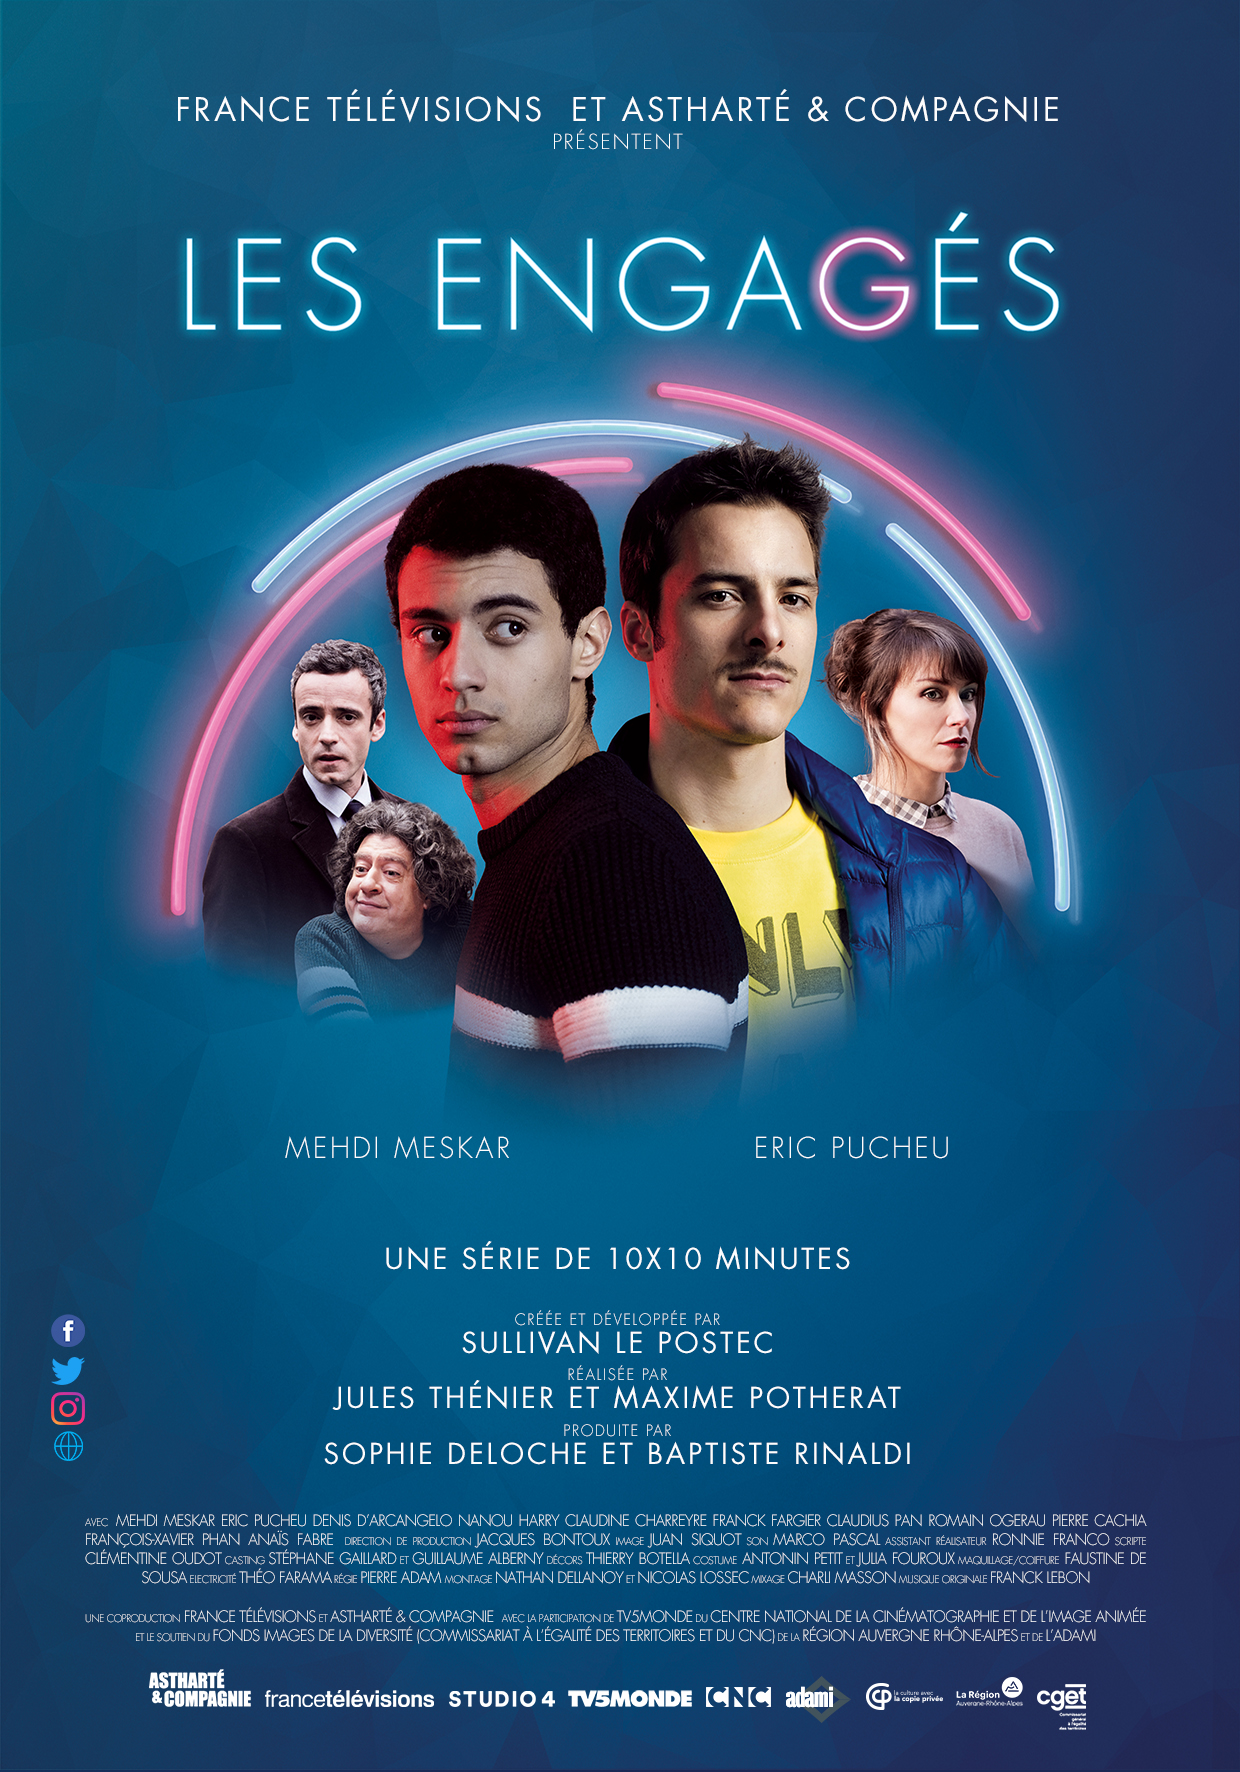 FRANCE TÉLÉVISIONS ET ASTHARTÉ & COMPAGNIE
PRÉSENTENT
LES ENGAGÉS
NLY
MEHDI MESKAR
ERIC PUCHEU
UNE SÉRIE DE 10X10 MINUTES
CRÉÉE ET DÉVELOPPÉE PAR
SULLIVAN LE POSTEC
RÉALISÉE PAR
JULES THÉNIER ET MAXIME POTHERAT
PRODUITE PAR
SOPHIE DELOCHE ET BAPTISTE RINALDI
AVEC MEHDI MESKAR ERIC PUCHEU DENIS D'ARCANGELO NANOU HARRY CLAUDINE CHARREYRE FRANCK FARGIER CLAUDIUS PAN ROMAIN OGERAU PIERRE CACHIA
FRANÇOIS-XAVIER PHAN ANAÏS FABRE DIRECTION DE PRODUCTION JACQUES BONTOUX IMAGE JUAN SIQUOT SON MARCO PASCAL ASSISTANT RÉALISATEUR RONNIE FRANCO SCRIPTE
CLÉMENTINE OUDOT CASTING STÉPHANE GAILLARD ET GUILLAUME ALBERNY DÉCORS THIERRY BOTELLA COSTUME ANTONIN PETIT ET JULIA FOUROUX MAQUILLAGE/COIFFURE FAUSTINE DE
SOUSA ELECTRICITÉ THÉO FARAMA RÉGIE PIERRE ADAM MONTAGE NATHAN DELLANOY ET NICOLAS LOSSEC MIXAGE CHARLI MASSON MUSIQUE ORIGINALE FRANCK LEBON
UNE COPRODUCTION FRANCE TÉLÉVISIONS ET ASTHARTÉ & COMPAGNIE AVEC LA PARTICIPATION DE TV5MONDE DU CENTRE NATIONAL DE LA CINÉMATOGRAPHIE ET DE L'IMAGE ANIMÉE
ET LE SOUTIEN DU FONDS IMAGES DE LA DIVERSITÉ (COMMISSARIAT À L'ÉGALITÉ DES TERRITOIRES ET DU CNC) DE LA RÉGION AUVERGNE RHÔNE-ALPES ET DE L'ADAMI
ASTHARTÉ
& COMPAGNIE
francetélévisions
STUDIO 4
TV5MONDE
CNC
adami
la culture avec
la copie privée
La Région
Auvergne-Rhône-Alpes
cget
Commissariat
général
à l'égalité
des territoires